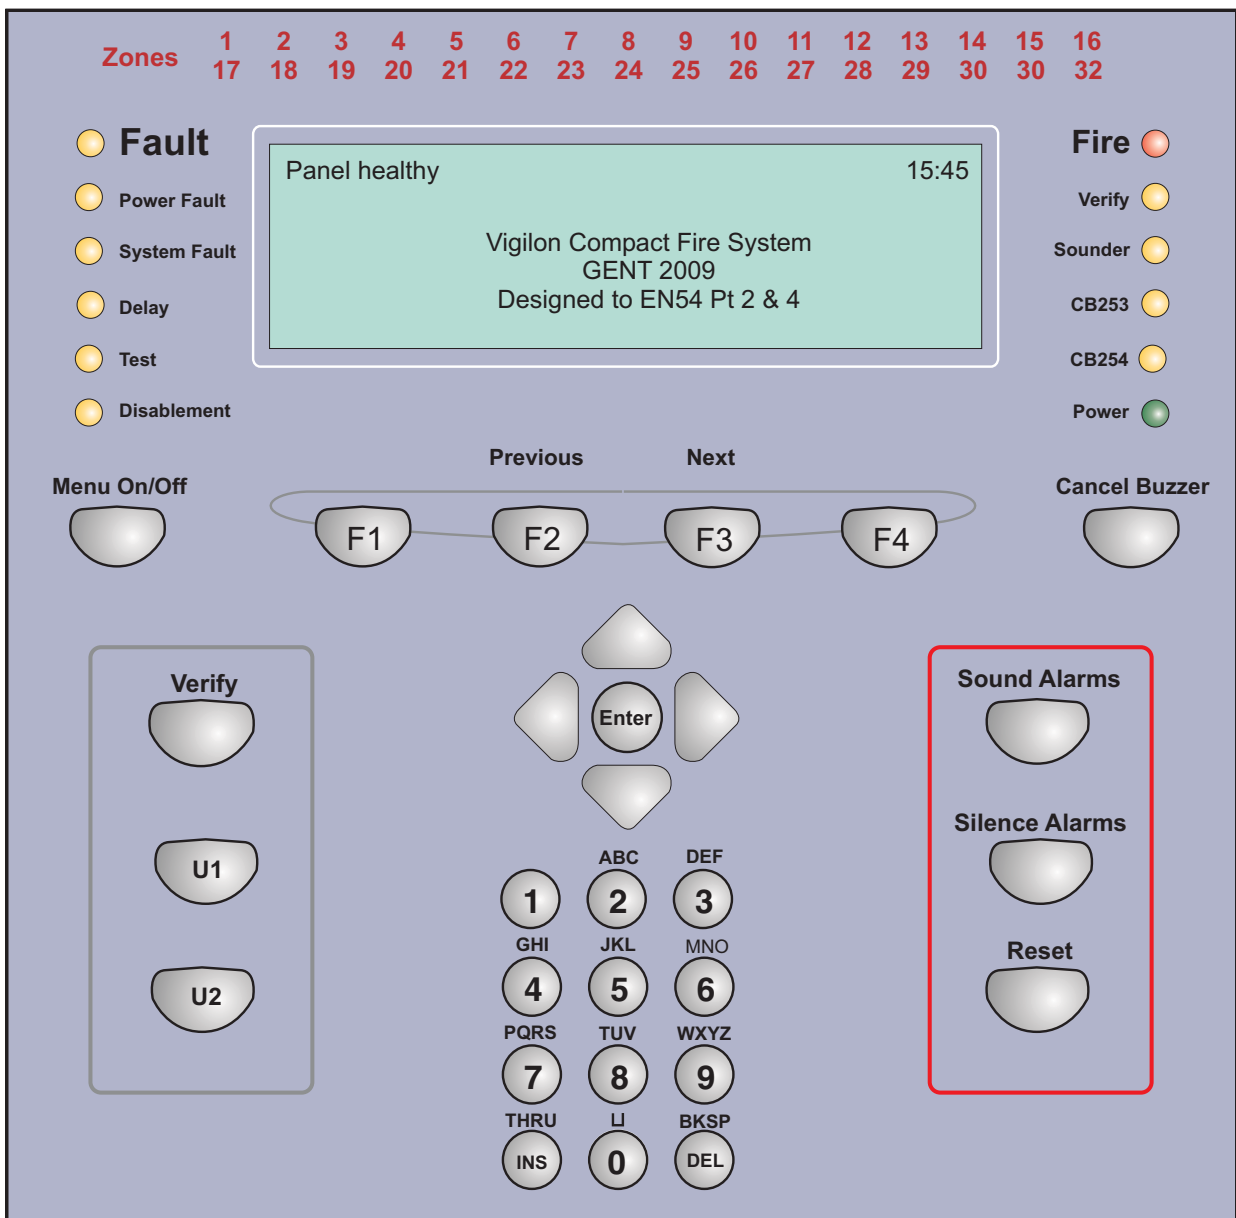 Zones 1 2 3 4 5 6 7 8 9 10 11 12 13 14 15 16
17 18 19 20 21 22 23 24 25 26 27 28 29 30 30 32
Fault
Power Fault
System Fault
Delay
Test
Disablement
Panel healthy 15:45
Vigilon Compact Fire System
GENT 2009
Designed to EN54 Pt 2 & 4
Fire
Verify
Sounder
CB253
CB254
Power
Previous Next
Menu On/Off
F1 F2 F3 F4
Cancel Buzzer
Verify
U1
U2
Enter
ABC DEF
1 2 3
GHI JKL MNO
4 5 6
PQRS TUV WXYZ
7 8 9
THRU ⊔ BKSP
INS 0 DEL
Sound Alarms
Silence Alarms
Reset